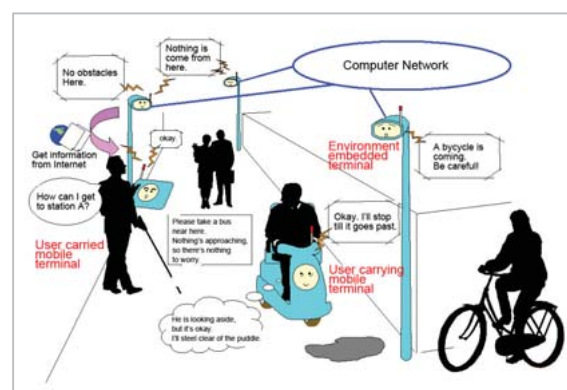 Nothing is
come from
here.
No obstacles
Here.
Computer Network
okay.
Get information
from Internet
Environment
embedded terminal
A bycycle is
coming.
Be careful!
How can I get
to station A?
Please take a bus
near here.
Nothing's approaching,
so there's nothing
to worry.
Okay. I'll stop
till it goes past.
User carried
mobile
terminal
User carrying
mobile terminal
He is looking aside,
but it's okay.
I'll steel clear of the puddle.